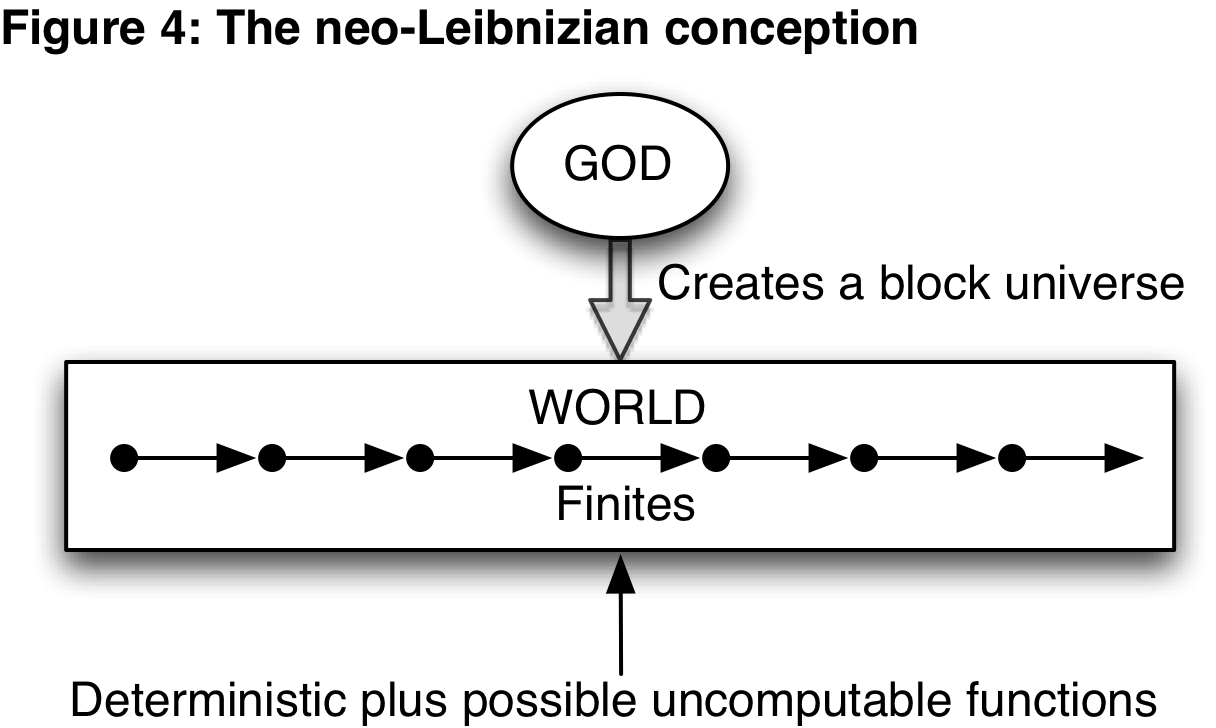 Figure 4: The neo-Leibnizian conception
GOD
Creates a block universe
WORLD
Finites
Deterministic plus possible uncomputable functions